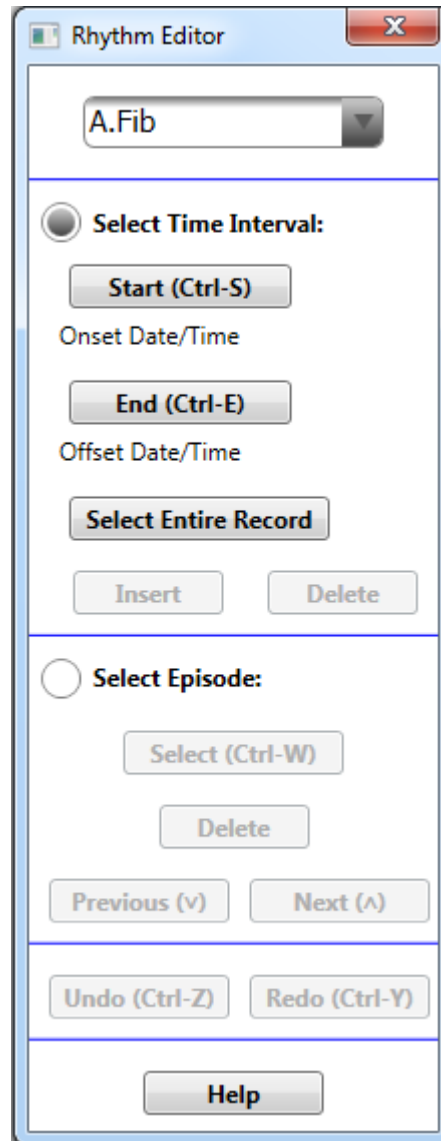 Rhythm Editor
A.Fib
Select Time Interval:
Start (Ctrl-S)
Onset Date/Time
End (Ctrl-E)
Offset Date/Time
Select Entire Record
Insert Delete
Select Episode:
Select (Ctrl-W)
Delete
Previous (˅) Next (˄)
Undo (Ctrl-Z) Redo (Ctrl-Y)
Help